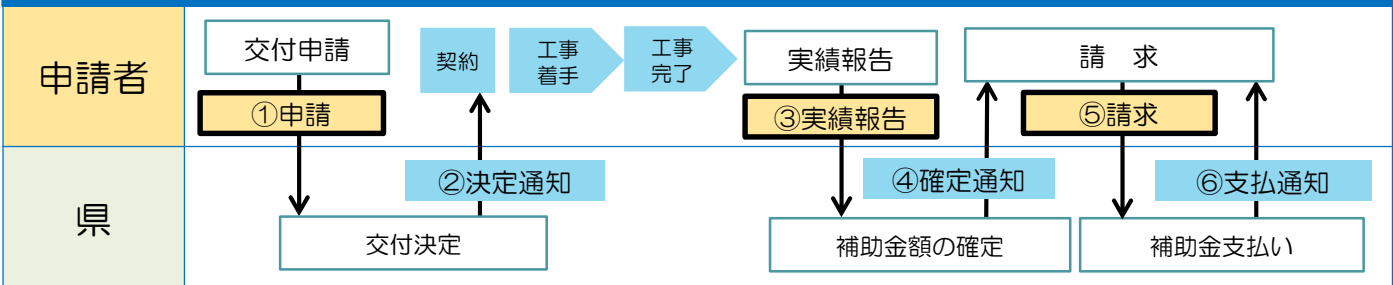 申請者
交付申請
①申請
契約
工事
着手
工事
完了
実績報告
③実績報告
請 求
⑤請求
県
②決定通知
交付決定
④確定通知
補助金額の確定
⑥支払通知
補助金支払い